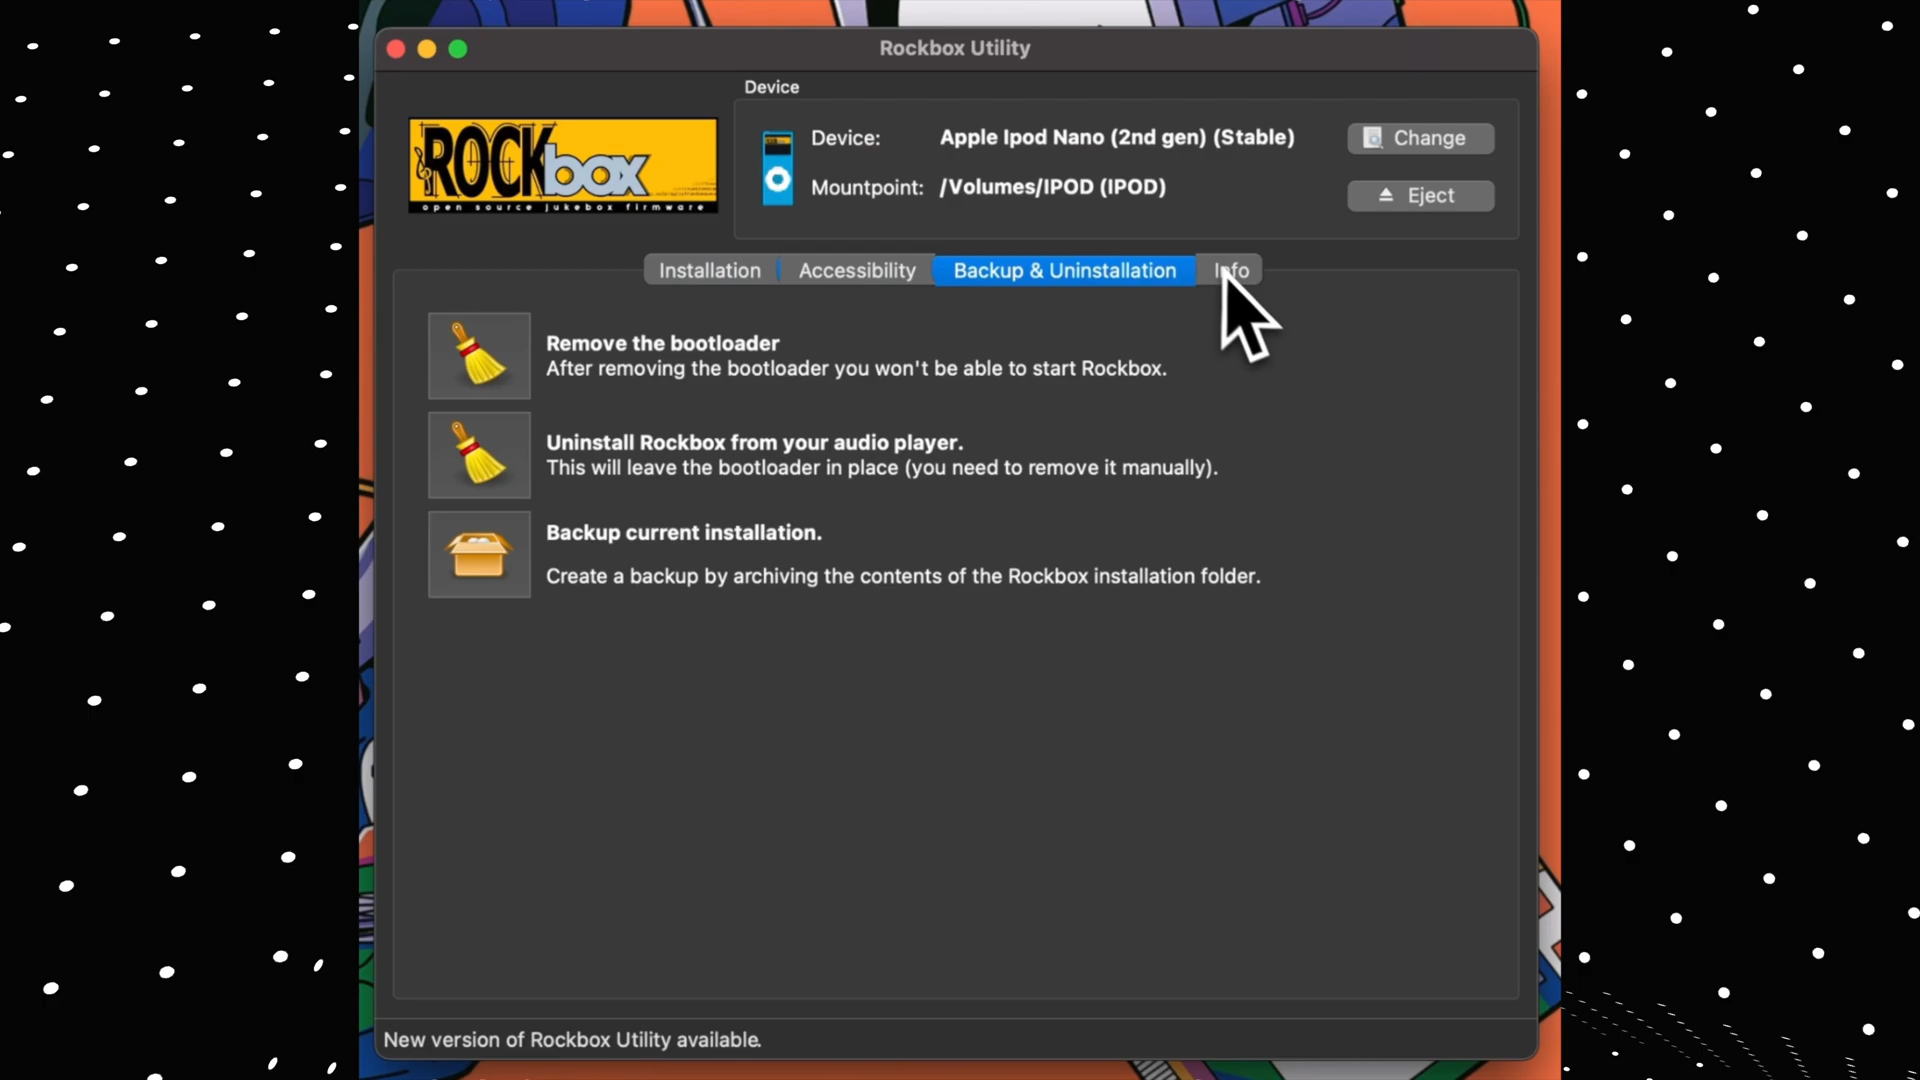 Rockbox Utility
Device
ROCKbox
open source jukebox firmware
Device: Apple Ipod Nano (2nd gen) (Stable)
Change
Mountpoint: /Volumes/IPOD (IPOD)
Eject
Installation
Accessibility
Backup & Uninstallation
Info
Remove the bootloader
After removing the bootloader you won't be able to start Rockbox.
Uninstall Rockbox from your audio player.
This will leave the bootloader in place (you need to remove it manually).
Backup current installation.
Create a backup by archiving the contents of the Rockbox installation folder.
New version of Rockbox Utility available.